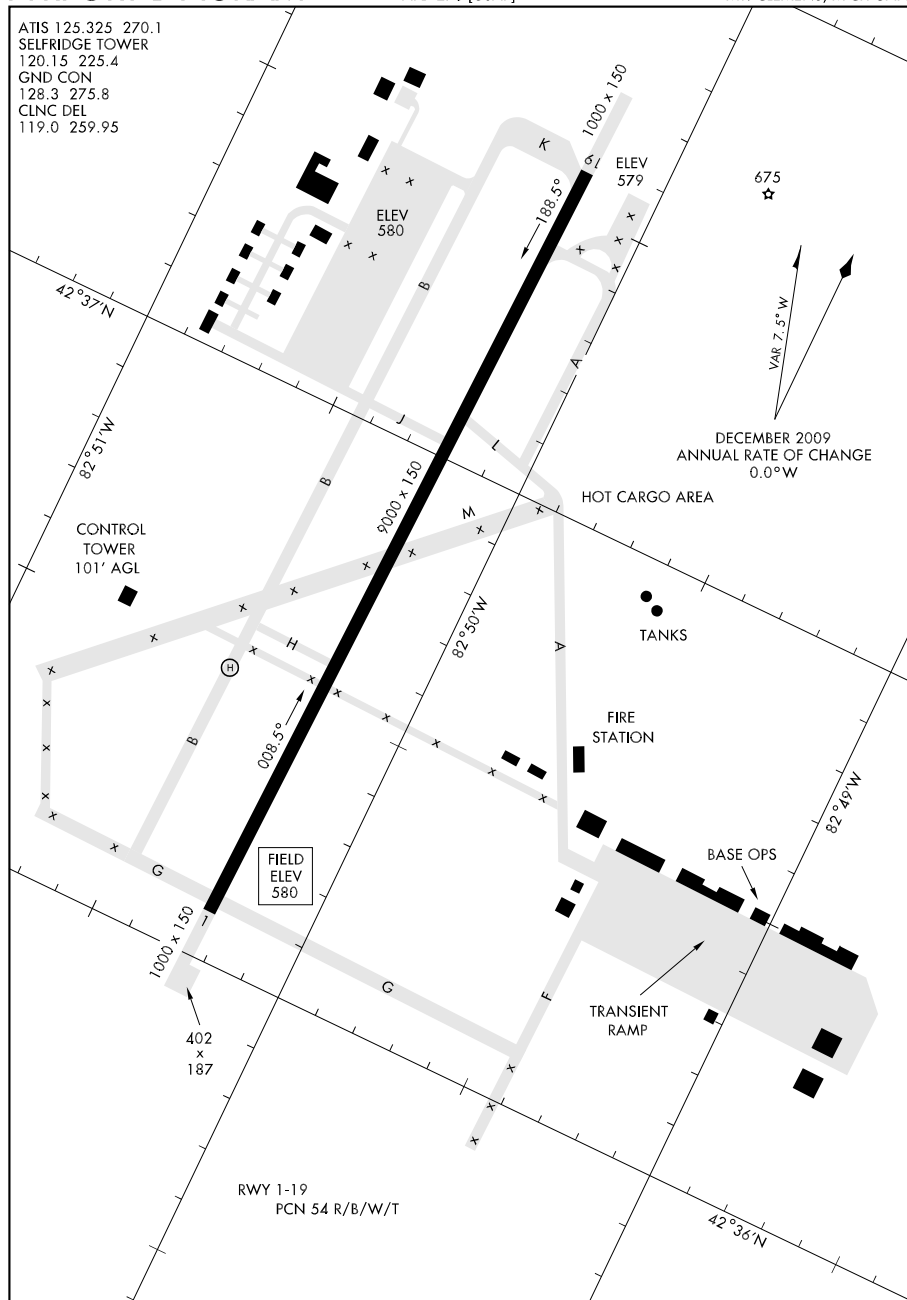 ATIS 125.325 270.1
SELFRIDGE TOWER
120.15 225.4
GND CON
128.3 275.8
CLNC DEL
119.0 259.95
1000 x 150
K
19
ELEV
579
675
188.5°
ELEV
580
B
42°37'N
VAR 7.5° W
A
J
L
DECEMBER 2009
ANNUAL RATE OF CHANGE
0.0° W
82°51'W
B
9000 x 150
M
HOT CARGO AREA
CONTROL
TOWER
101' AGL
82°50'W
TANKS
H
A
H
FIRE
STATION
008.5°
B
82°49'W
BASE OPS
G
FIELD
ELEV
580
1
1000 x 150
G
F
TRANSIENT
RAMP
402
x
187
RWY 1-19
PCN 54 R/B/W/T
42°36'N